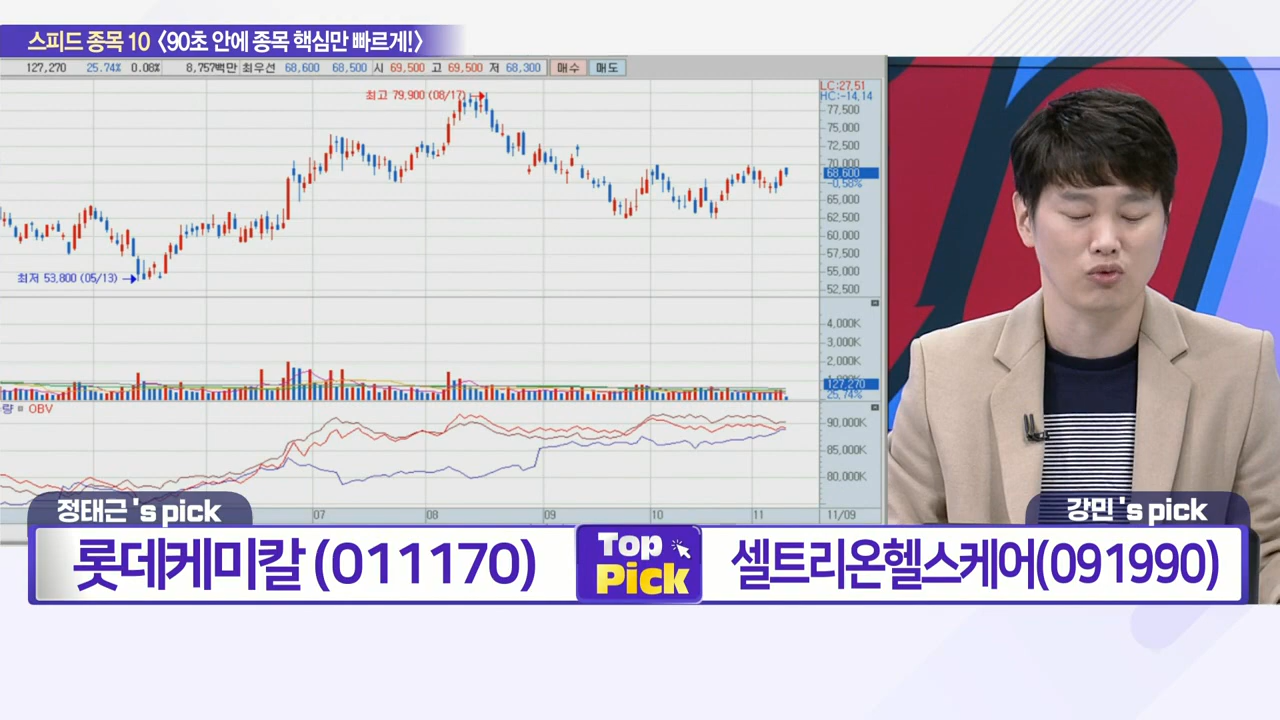 스피드 종목 10 〈90초 안에 종목 핵심만 빠르게!〉
127,270 25.74% 0.08% 8,757백만 최우선 68,600 68,500 시 69,500 고 69,500 저 68,300 매수 매도
LC:27.51
HC:-14.14
최고 79,900 (08/17)
77,500
75,000
72,500
70,000
68,600
-0.58%
65,000
62,500
60,000
57,500
55,000
52,500
최저 53,800 (05/13)
4,000K
3,000K
2,000K
127,270
25.74%
량 OBV
90,000K
85,000K
80,000K
07 08 09 10 11 11/09
정태근 's pick
강민 's pick
롯데케미칼 (011170)
Top
Pick
셀트리온헬스케어(091990)